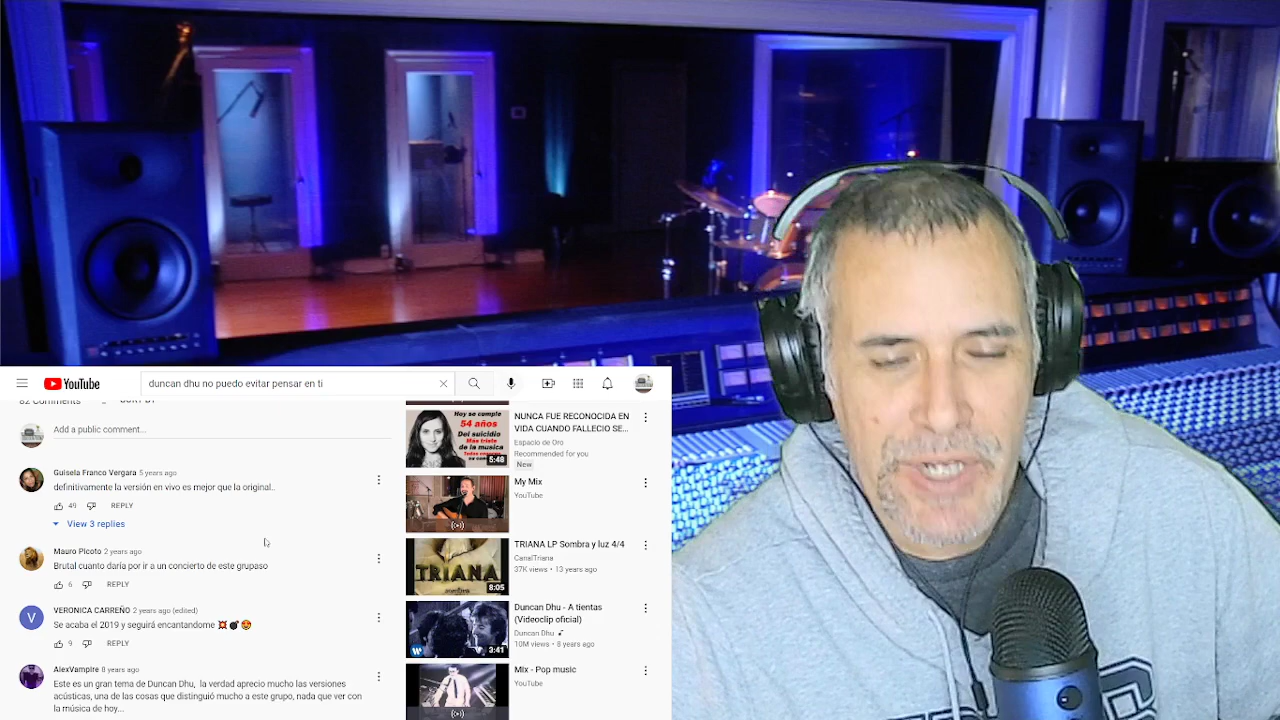 YouTube
duncan dhu no puedo evitar pensar en ti
Add a public comment...
Guisela Franco Vergara 5 years ago
definitivamente la versión en vivo es mejor que la original..
49 REPLY
View 3 replies
Mauro Picoto 2 years ago
Brutal cuanto daría por ir a un concierto de este grupaso
6 REPLY
V
VERONICA CARREÑO 2 years ago (edited)
Se acaba el 2019 y seguirá encantandome 💥💣😍
9 REPLY
AlexVampire 8 years ago
Este es un gran tema de Duncan Dhu, la verdad aprecio mucho las versiones
acústicas, una de las cosas que distinguió mucho a este grupo, nada que ver con
la música de hoy...
Hoy se cumple
54 años
Del suicidio
Más triste
de la musica
5:48
NUNCA FUE RECONOCIDA EN
VIDA CUANDO FALLECIO SE...
Espacio de Oro
Recommended for you
New
My Mix
YouTube
TRIANA
8:05
TRIANA LP Sombra y luz 4/4
CanalTriana
37K views • 13 years ago
3:41
Duncan Dhu - A tientas
(Videoclip oficial)
Duncan Dhu
10M views • 8 years ago
Mix - Pop music
YouTube